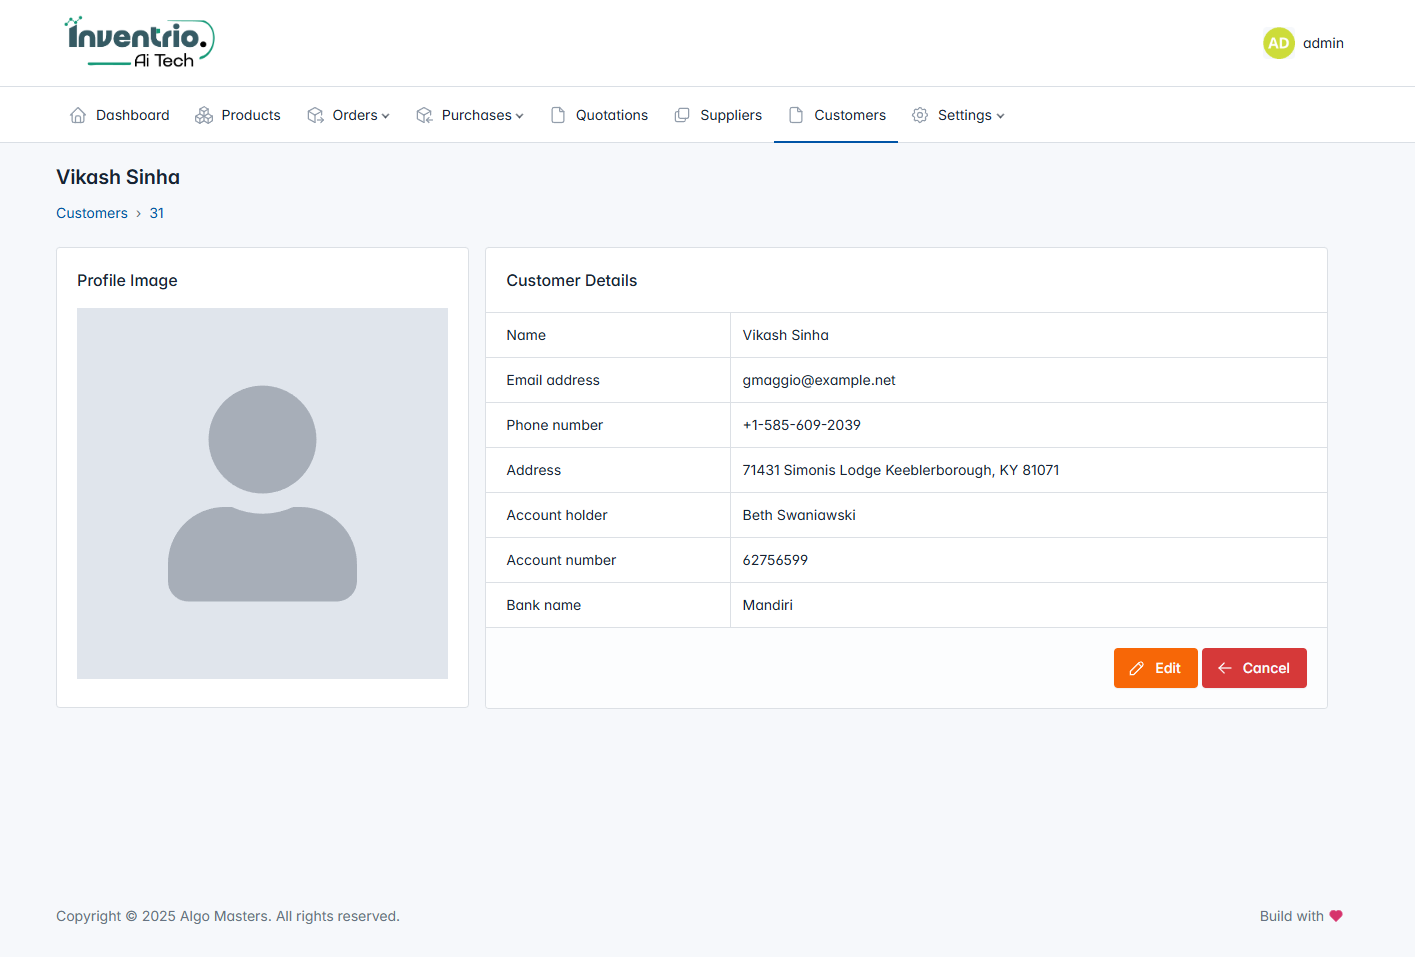 Inventrio.
Ai Tech
AD admin
Dashboard Products Orders Purchases Quotations Suppliers Customers Settings
Vikash Sinha
Customers › 31
Profile Image
Customer Details
Name Vikash Sinha
Email address gmaggio@example.net
Phone number +1-585-609-2039
Address 71431 Simonis Lodge Keeblerborough, KY 81071
Account holder Beth Swaniawski
Account number 62756599
Bank name Mandiri
Edit Cancel
Copyright © 2025 Algo Masters. All rights reserved.
Build with